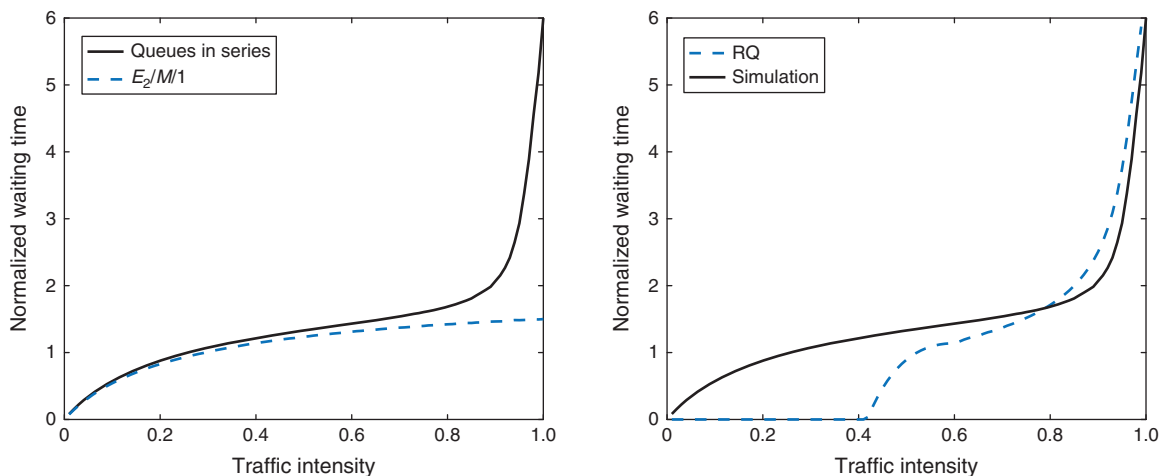 6
5
4
3
2
1
0
Normalized waiting time
Queues in series
E2/M/1
0 0.2 0.4 0.6 0.8 1.0
Traffic intensity
6
5
4
3
2
1
0
Normalized waiting time
RQ
Simulation
0 0.2 0.4 0.6 0.8 1.0
Traffic intensity